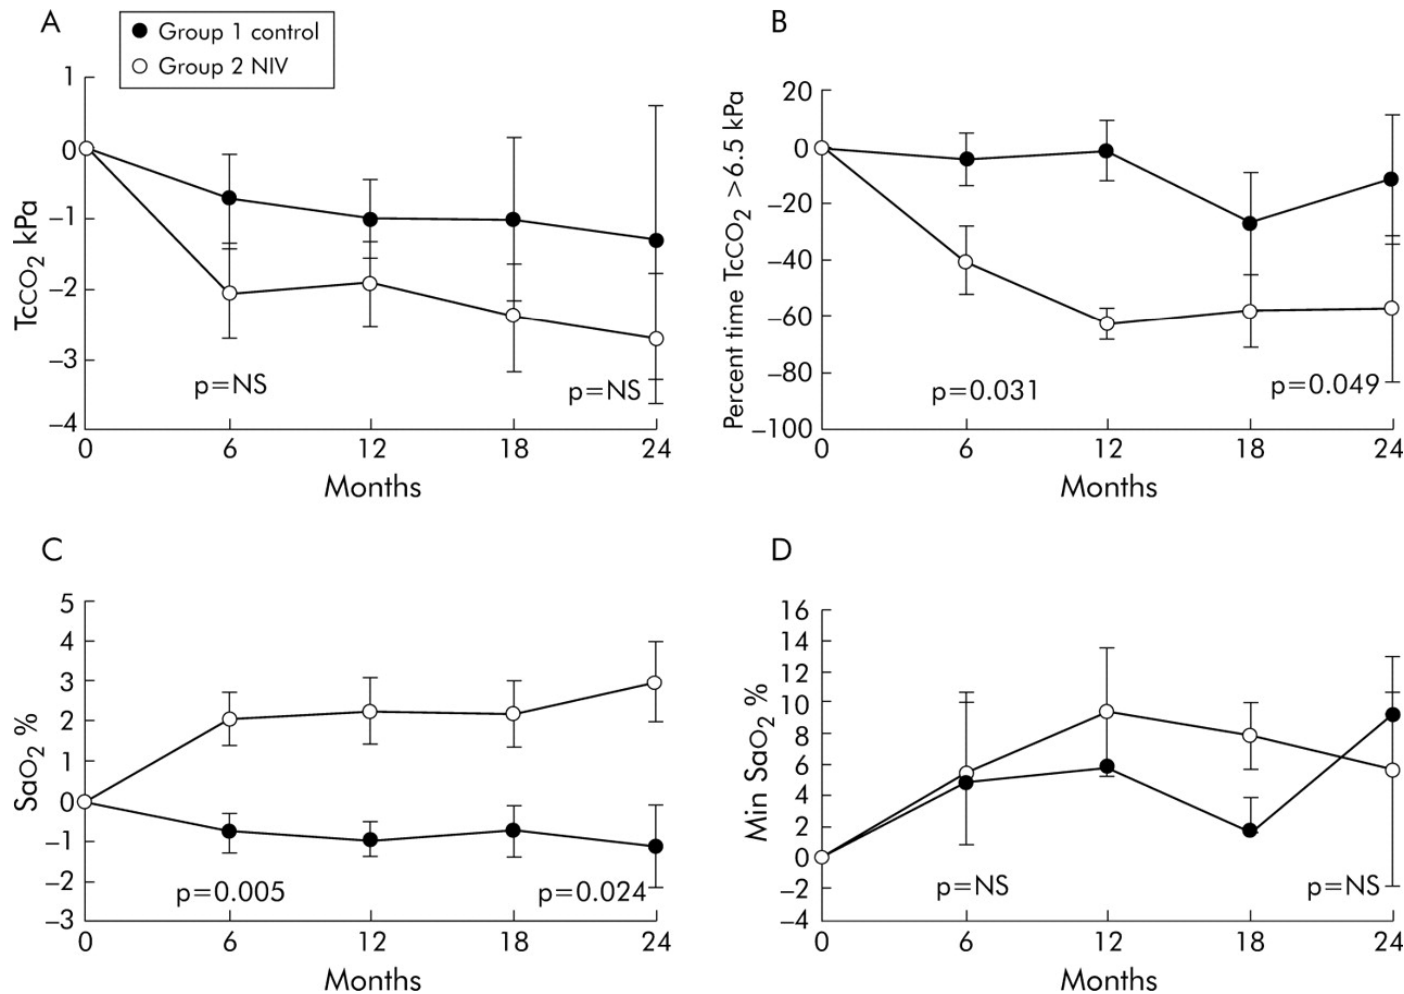 A
Group 1 control
Group 2 NIV
1
0
–1
–2
–3
–4
TcCO2 kPa
p=NS
p=NS
0
6
12
18
24
Months
B
20
0
–20
–40
–60
–80
–100
Percent time TcCO2 >6.5 kPa
p=0.031
p=0.049
0
6
12
18
24
Months
C
5
4
3
2
1
0
–1
–2
–3
SaO2 %
p=0.005
p=0.024
0
6
12
18
24
Months
D
16
14
12
10
8
6
4
2
0
–2
–4
Min SaO2 %
p=NS
p=NS
0
6
12
18
24
Months